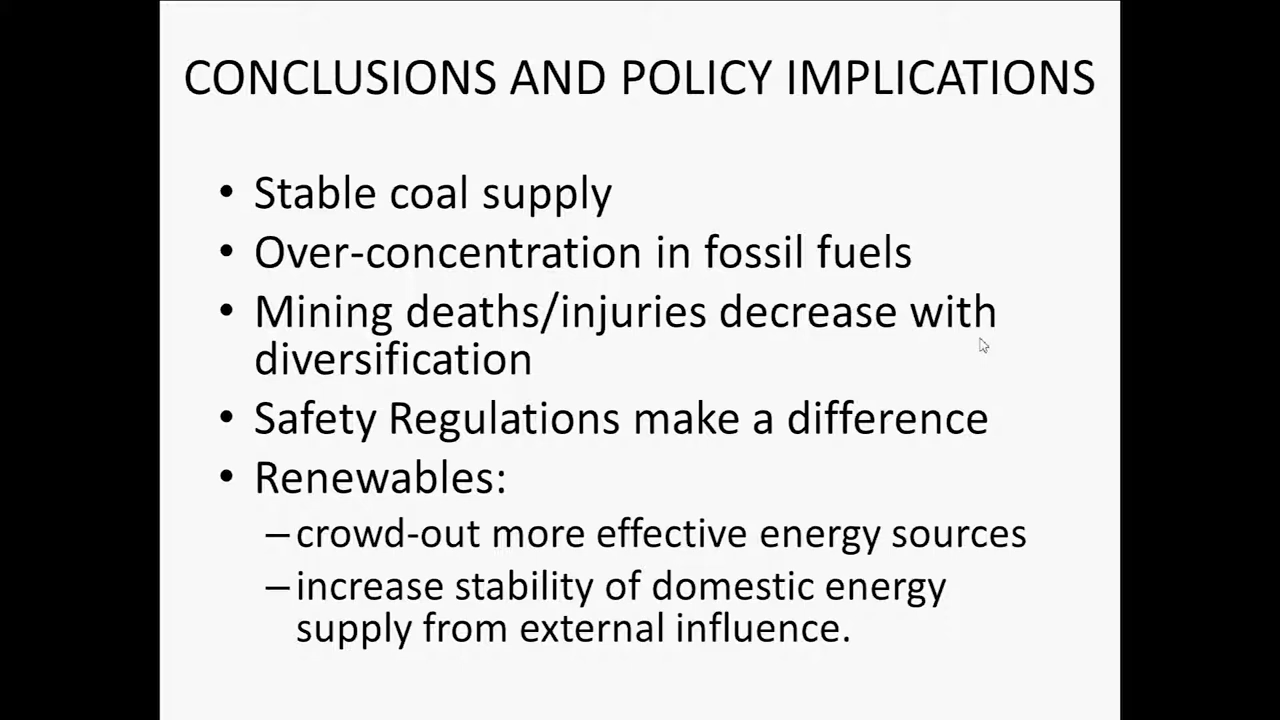 CONCLUSIONS AND POLICY IMPLICATIONS
• Stable coal supply
• Over-concentration in fossil fuels
• Mining deaths/injuries decrease with
diversification
• Safety Regulations make a difference
• Renewables:
–crowd-out more effective energy sources
–increase stability of domestic energy
supply from external influence.